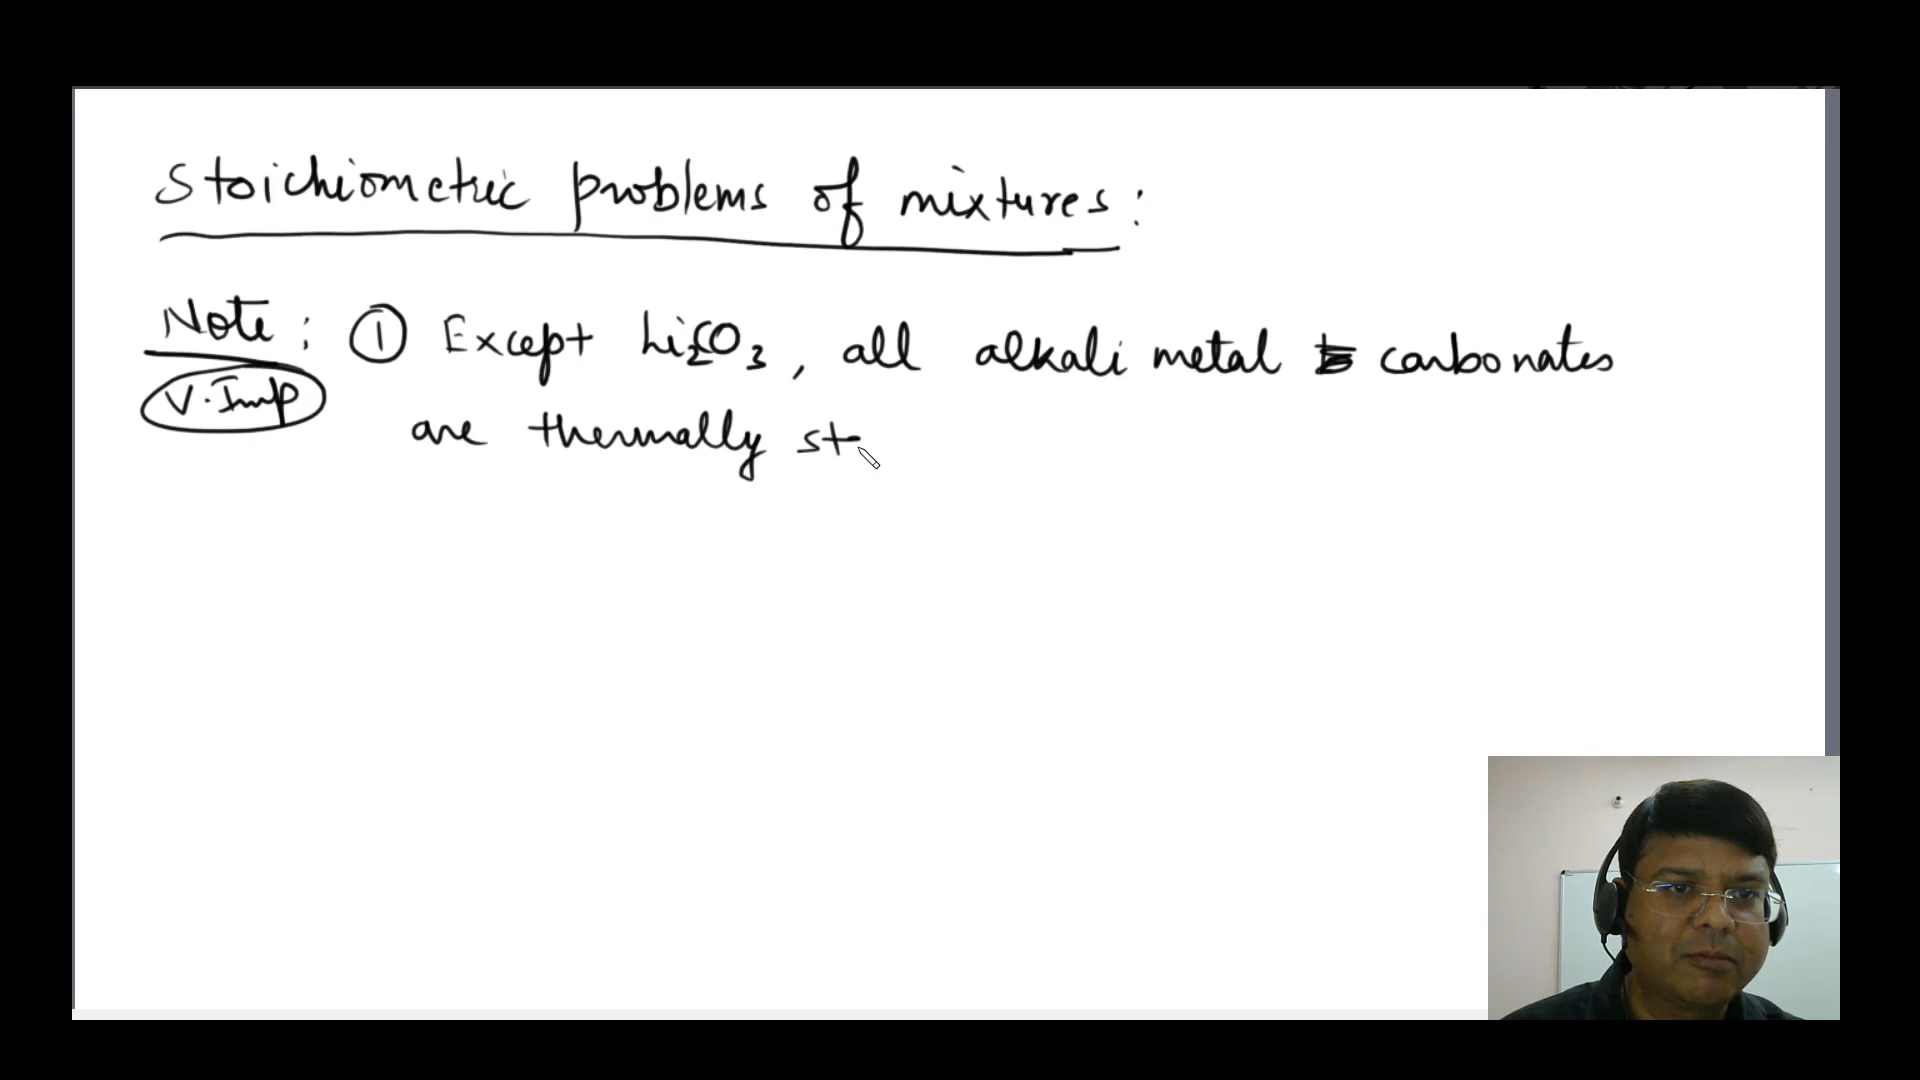 Stoichiometric problems of mixtures :
Note : ① Except Li₂CO₃, all alkali metal carbonates
V. Imp
are thermally st